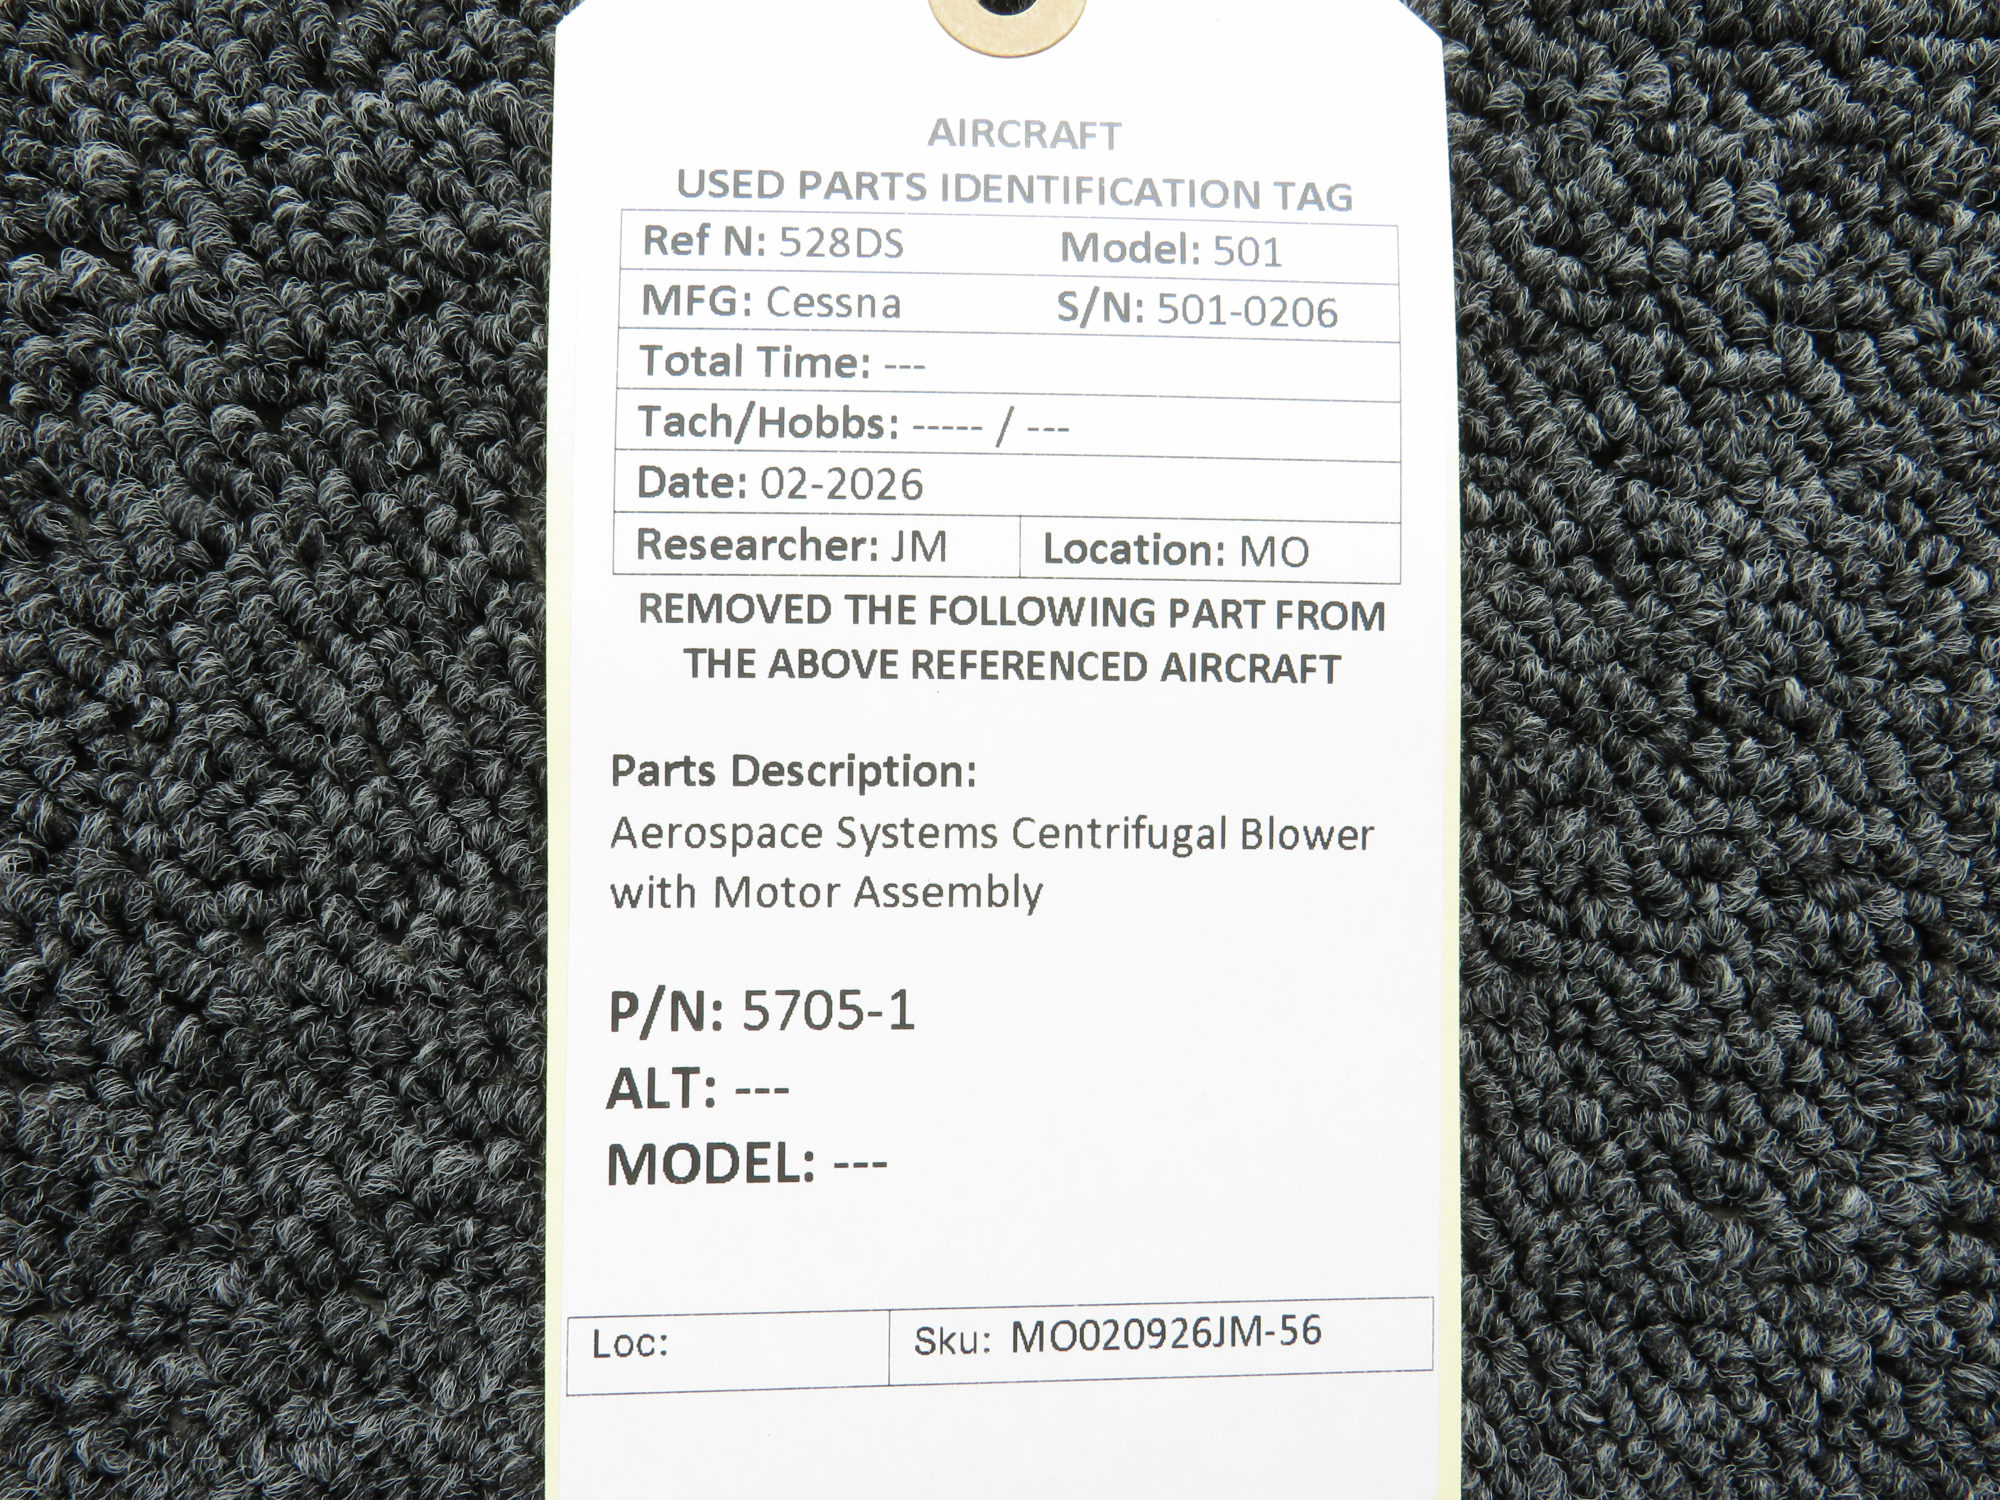 AIRCRAFT
USED PARTS IDENTIFICATION TAG
Ref N: 528DS Model: 501
MFG: Cessna S/N: 501-0206
Total Time: ---
Tach/Hobbs: ----- / ---
Date: 02-2026
Researcher: JM Location: MO
REMOVED THE FOLLOWING PART FROM
THE ABOVE REFERENCED AIRCRAFT
Parts Description:
Aerospace Systems Centrifugal Blower
with Motor Assembly
P/N: 5705-1
ALT: ---
MODEL: ---
Loc: Sku: MO020926JM-56